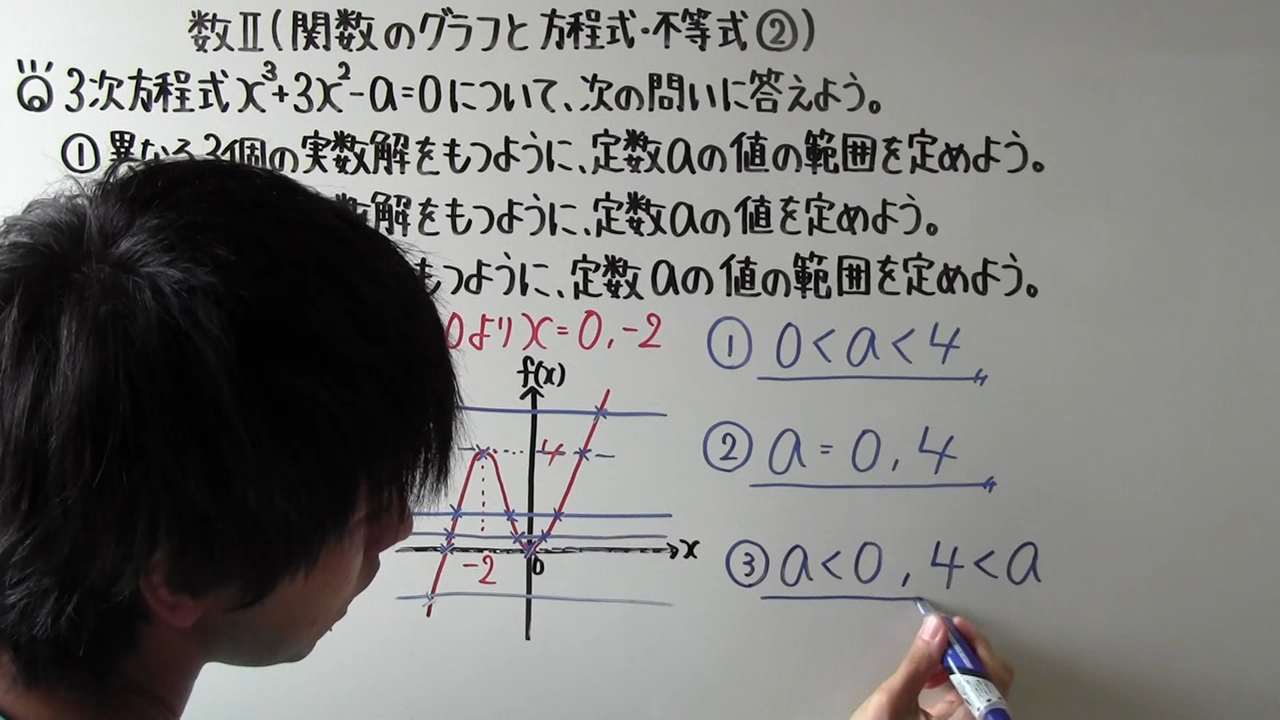 数Ⅱ(関数のグラフと方程式・不等式②)
3次方程式x³+3x²-a=0について、次の問いに答えよう。
①異なる3個の実数解をもつように、定数aの値の範囲を定めよう。
数解をもつように、定数aの値を定めよう。
もつように、定数aの値の範囲を定めよう。
0よりx=0,-2
① 0<a<4
f(x)
4
② a=0,4
x
-2
0
③ a<0,4<a